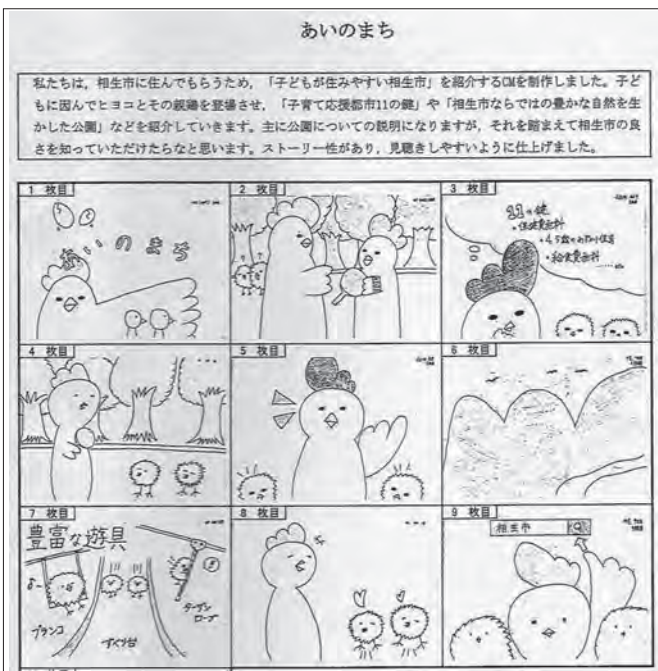 あいのまち
私たちは，相生市に住んでもらうため，「子どもが住みやすい相生市」を紹介するCMを制作しました。子ど
もに因んでヒヨコとその親鶏を登場させ，「子育て応援都市11の鍵」や「相生市ならではの豊かな自然を生
かした公園」などを紹介していきます。主に公園についての説明になりますが，それを踏まえて相生市の良
さを知っていただけたらなと思います。ストーリー性があり，見聴きしやすいように仕上げました。
1 枚目
2 枚目
3 枚目
あいのまち
11の鍵
・保健費無料
・給食費無料
4 枚目
5 枚目
6 枚目
7 枚目
8 枚目
9 枚目
豊富な遊具
相生市
ブランコ
すべり台
ターザン
ロープ